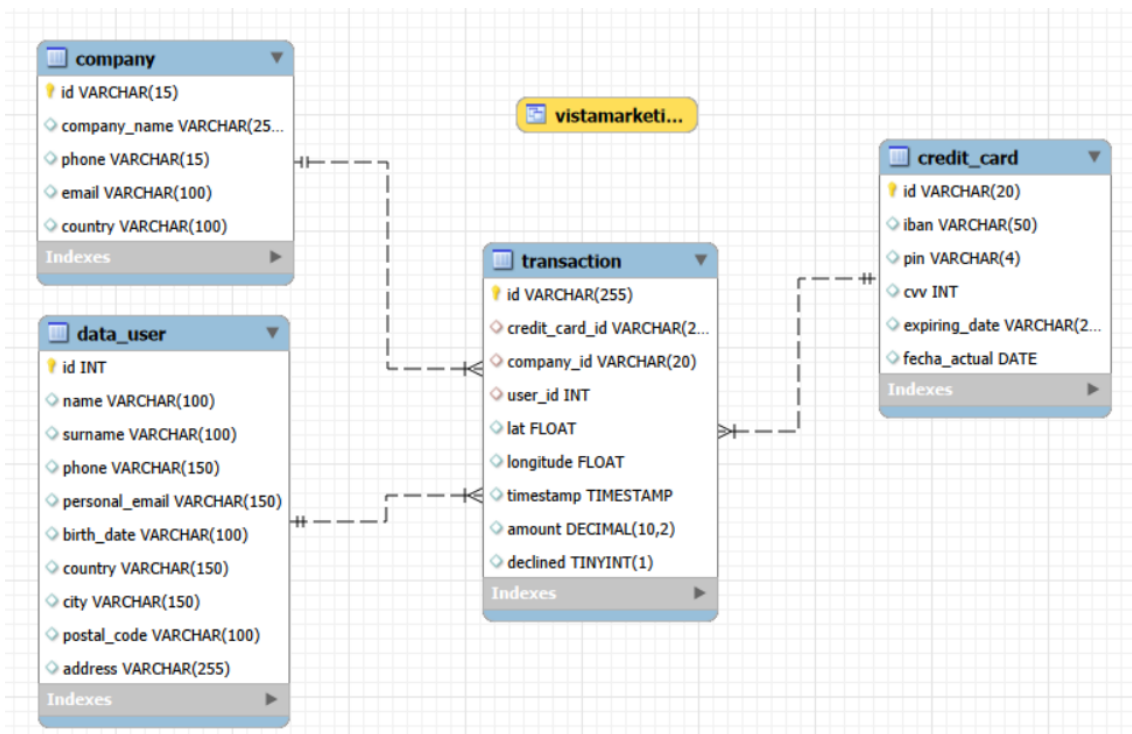 company
id VARCHAR(15)
company_name VARCHAR(25...
phone VARCHAR(15)
email VARCHAR(100)
country VARCHAR(100)
Indexes
data_user
id INT
name VARCHAR(100)
surname VARCHAR(100)
phone VARCHAR(150)
personal_email VARCHAR(150)
birth_date VARCHAR(100)
country VARCHAR(150)
city VARCHAR(150)
postal_code VARCHAR(100)
address VARCHAR(255)
Indexes
vistamarketi...
transaction
id VARCHAR(255)
credit_card_id VARCHAR(2...
company_id VARCHAR(20)
user_id INT
lat FLOAT
longitude FLOAT
timestamp TIMESTAMP
amount DECIMAL(10,2)
declined TINYINT(1)
Indexes
credit_card
id VARCHAR(20)
iban VARCHAR(50)
pin VARCHAR(4)
cvv INT
expiring_date VARCHAR(2...
fecha_actual DATE
Indexes